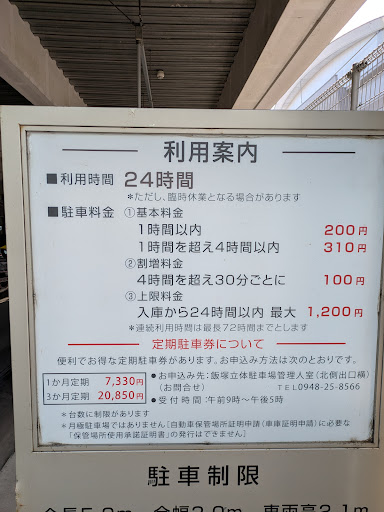 利用案内
■利用時間 24時間
*ただし、臨時休業となる場合があります
■駐車料金 ①基本料金
1時間以内 200円
1時間を超え4時間以内 310円
②割増料金
4時間を超え30分ごとに 100円
③上限料金
入庫から24時間以内 最大 1,200円
*連続利用時間は最長72時間までとします
定期駐車券について
便利でお得な定期駐車券があります。お申込み方法は次のとおりです。
1か月定期 7,330円
3か月定期 20,850円
●お申込み先:飯塚立体駐車場管理人室(北側出口横)
(お問合せ) TEL0948-25-8566
●受付時間:午前9時~午後5時
*台数に制限があります
*月極駐車場ではありません[自動車保管場所証明申請(車庫証明申請)に必要な
「保管場所使用承諾証明書」の発行はできません]
駐車制限
全長5.0m 全幅2.0m 車両高2.1m